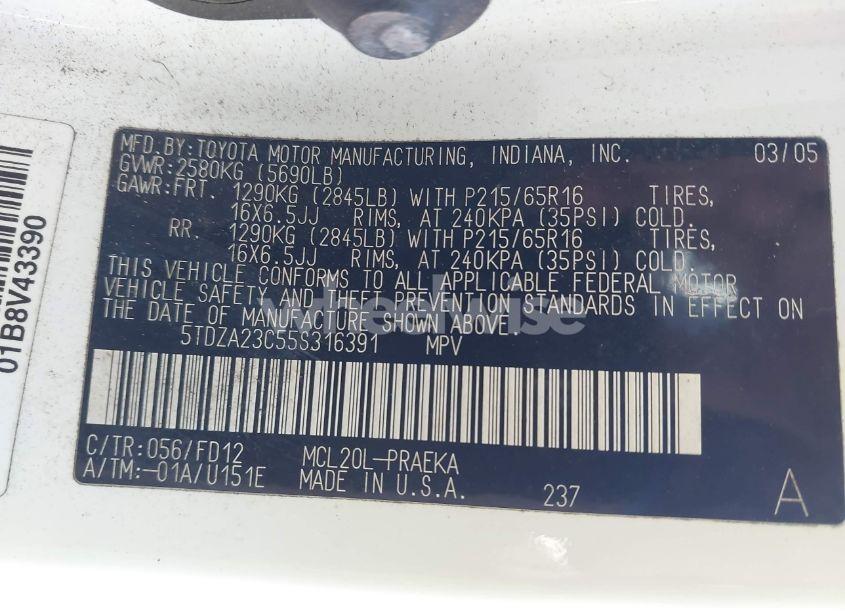 MFD.BY:TOYOTA MOTOR MANUFACTURING, INDIANA, INC. 03/05
GVWR:2580KG (5690LB)
GAWR:FRT. 1290KG (2845LB) WITH P215/65R16 TIRES,
16X6.5JJ RIMS, AT 240KPA (35PSI) COLD.
RR. 1290KG (2845LB) WITH P215/65R16 TIRES,
16X6.5JJ RIMS, AT 240KPA (35PSI) COLD.
THIS VEHICLE CONFORMS TO ALL APPLICABLE FEDERAL MOTOR
VEHICLE SAFETY AND THEFT PREVENTION STANDARDS IN EFFECT ON
THE DATE OF MANUFACTURE SHOWN ABOVE.
5TDZA23C55S316391 MPV
C/TR:056/FD12 MCL20L-PRAEKA
A/TM:-01A/U151E MADE IN U.S.A. 237 A
01B8V43390